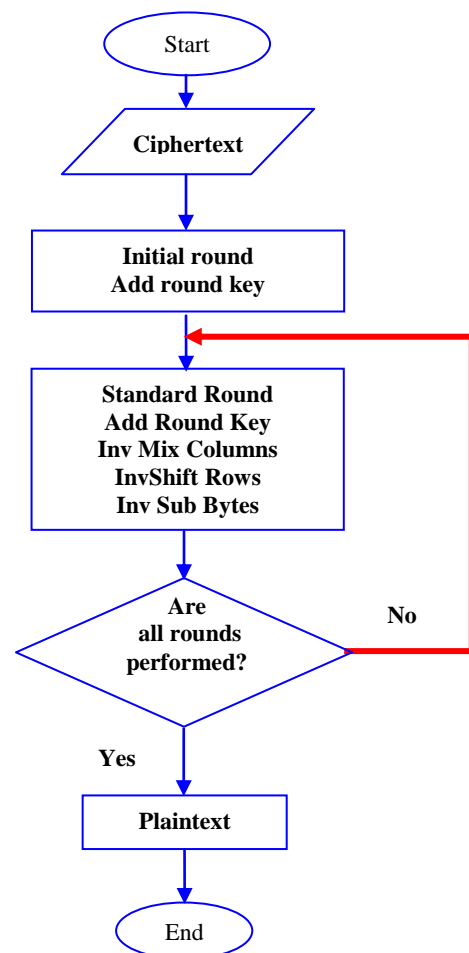 Start
Ciphertext
Initial round
Add round key
Standard Round
Add Round Key
Inv Mix Columns
InvShift Rows
Inv Sub Bytes
Are
all rounds
performed?
No
Yes
Plaintext
End